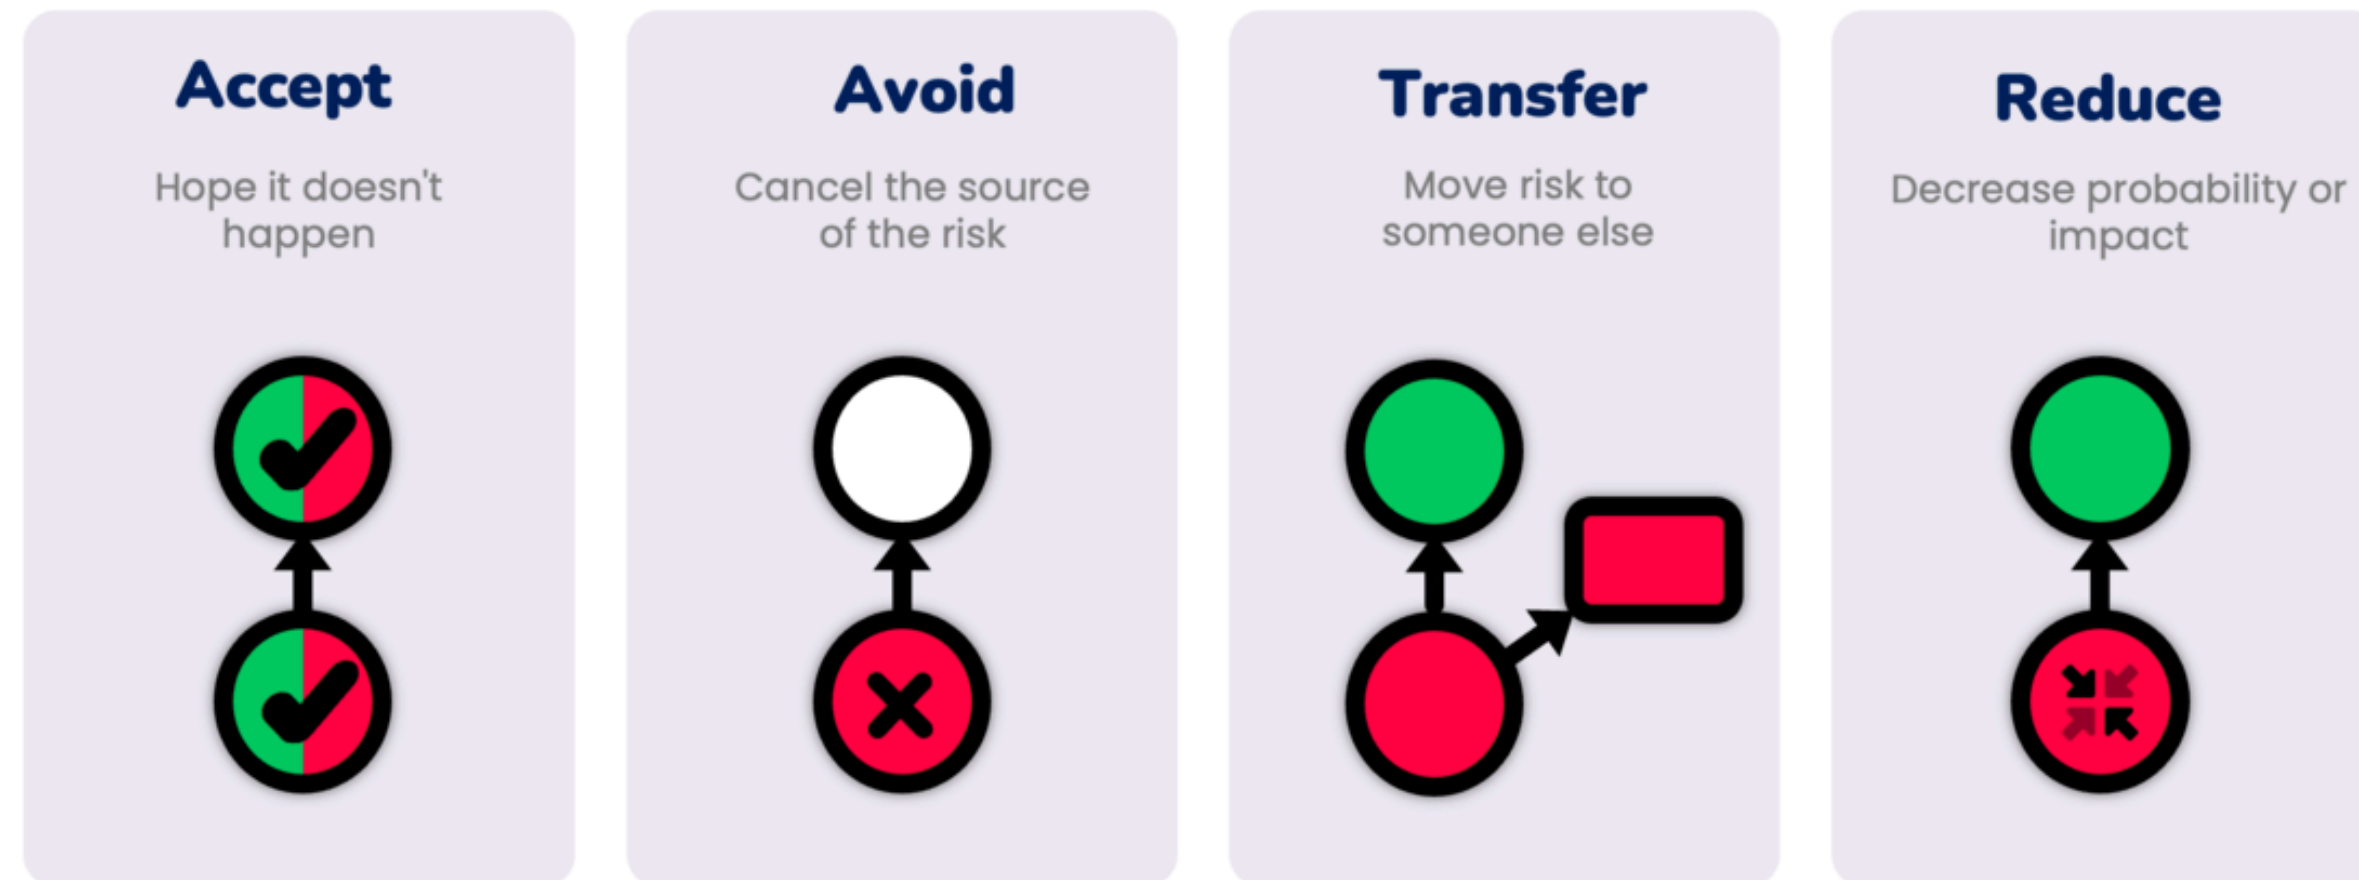 Accept
Hope it doesn't
happen
Avoid
Cancel the source
of the risk
Transfer
Move risk to
someone else
Reduce
Decrease probability or
impact